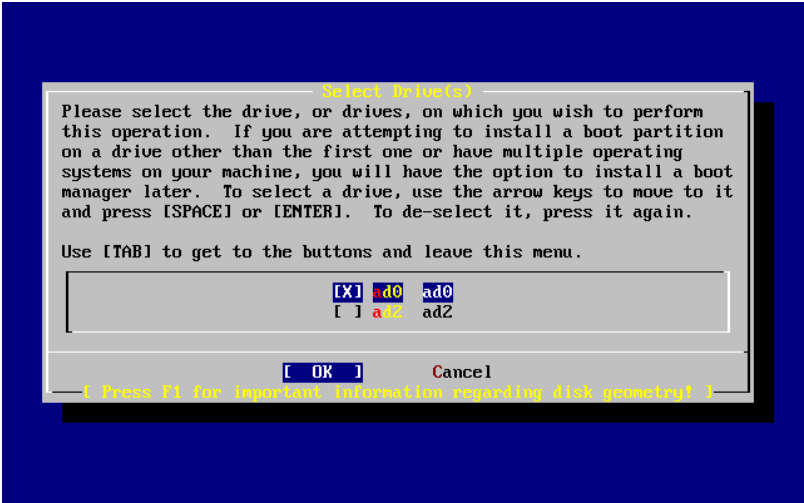 Select Drive(s)
Please select the drive, or drives, on which you wish to perform
this operation.  If you are attempting to install a boot partition
on a drive other than the first one or have multiple operating
systems on your machine, you will have the option to install a boot
manager later.  To select a drive, use the arrow keys to move to it
and press [SPACE] or [ENTER].  To de-select it, press it again.
Use [TAB] to get to the buttons and leave this menu.
[X] ad0  ad0
[ ] ad2  ad2
[  OK  ]       Cancel
[ Press F1 for important information regarding disk geometry! ]